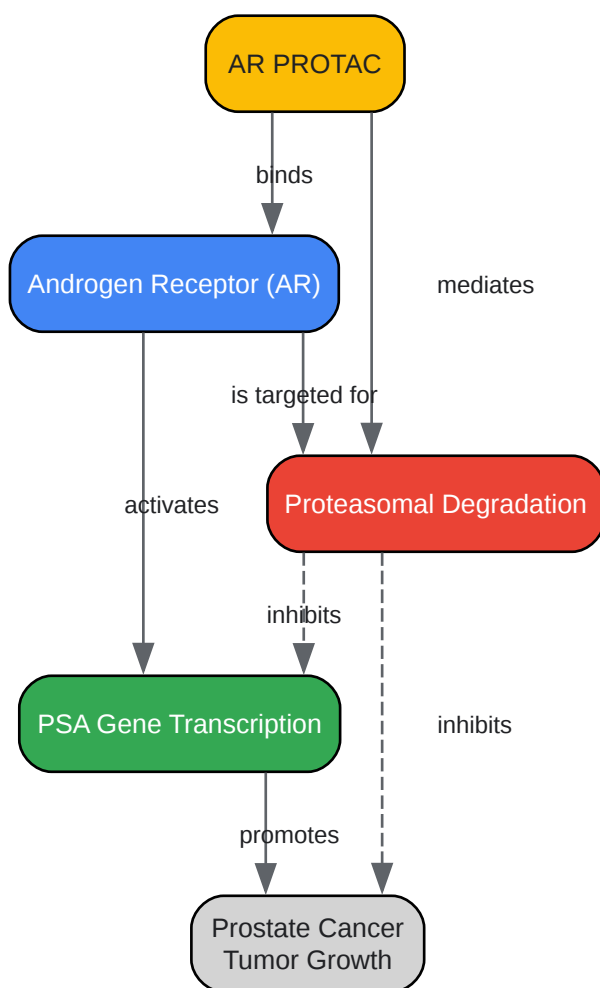 AR PROTAC
binds
Androgen Receptor (AR)
mediates
is targeted for
activates
Proteasomal Degradation
inhibits
PSA Gene Transcription
inhibits
promotes
Prostate Cancer
Tumor Growth